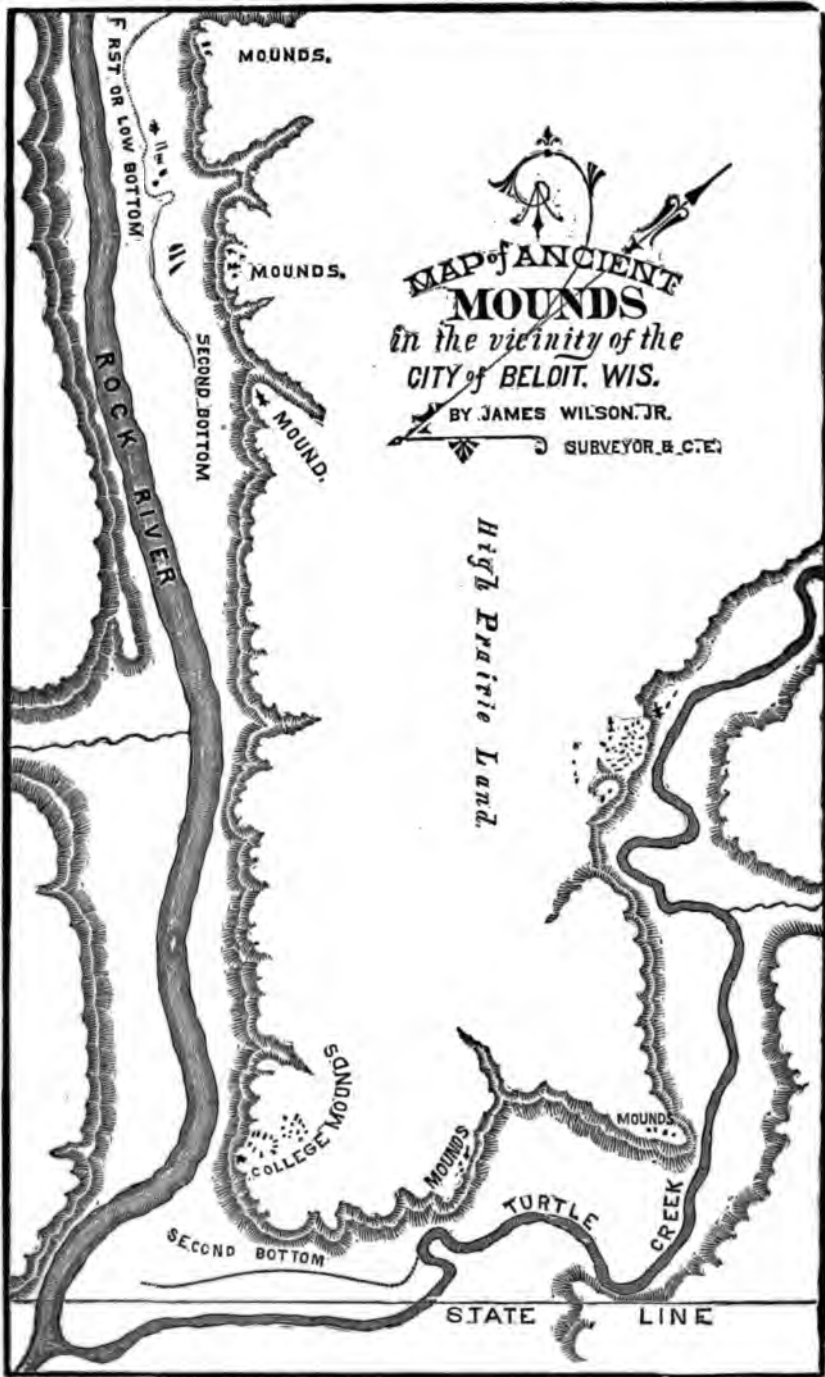 MOUNDS.
FIRST OR LOW BOTTOM
MOUNDS.
MAP of ANCIENT
MOUNDS
in the vicinity of the
CITY of BELOIT. WIS.
BY JAMES WILSON. JR.
SURVEYOR & C.E.
SECOND BOTTOM
MOUND.
ROCK RIVER
High Prairie Land.
COLLEGE MOUNDS
MOUNDS
MOUNDS
TURTLE CREEK
SECOND BOTTOM
STATE LINE